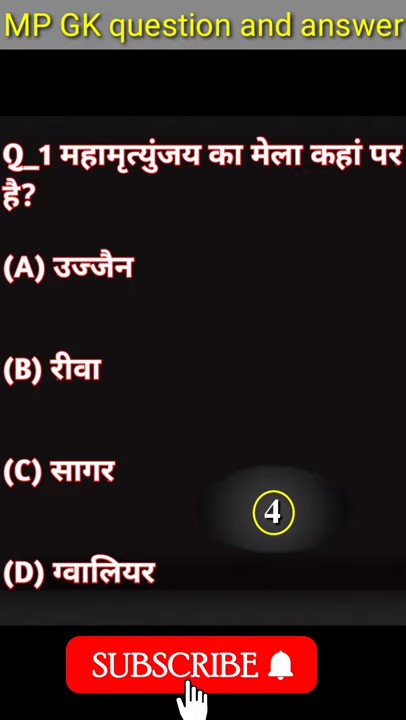 MP GK question and answer
Q_1 महामृत्युंजय का मेला कहां पर
है?
(A) उज्जैन
(B) रीवा
(C) सागर
4
(D) ग्वालियर
SUBSCRIBE